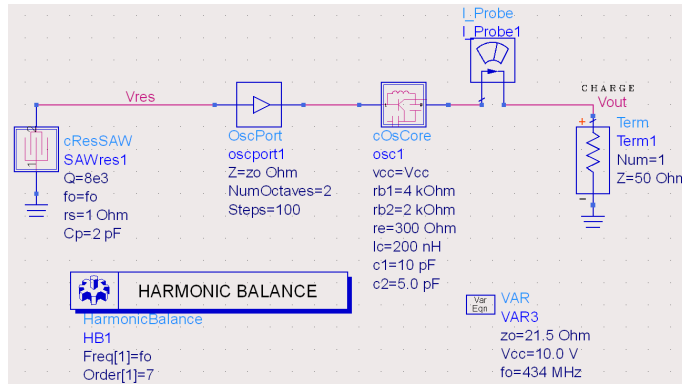 I_Probe
I_Probe1
CHARGE
Vres
Vout
cResSAW
SAWres1
Q=8e3
fo=fo
rs=1 Ohm
Cp=2 pF
OscPort
oscport1
Z=zo Ohm
NumOctaves=2
Steps=100
cOsCore
osc1
vcc=Vcc
rb1=4 kOhm
rb2=2 kOhm
re=300 Ohm
lc=200 nH
c1=10 pF
c2=5.0 pF
+
Term
Term1
Num=1
Z=50 Ohm
-
HARMONIC BALANCE
HarmonicBalance
HB1
Freq[1]=fo
Order[1]=7
Var
Eqn
VAR
VAR3
zo=21.5 Ohm
Vcc=10.0 V
fo=434 MHz